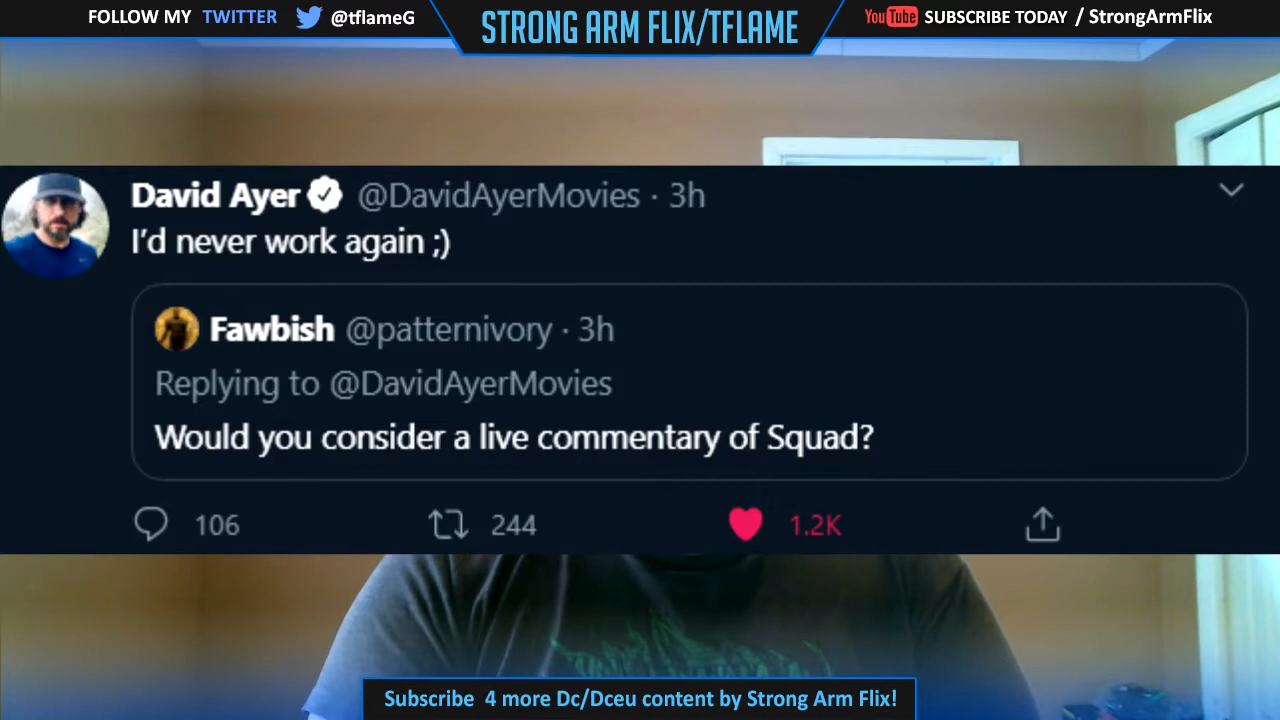 FOLLOW MY TWITTER @tflameG
STRONG ARM FLIX/TFLAME
YouTube SUBSCRIBE TODAY / StrongArmFlix
David Ayer @DavidAyerMovies · 3h
I'd never work again ;)
Fawbish @patternivory · 3h
Replying to @DavidAyerMovies
Would you consider a live commentary of Squad?
106 244 1.2K
Subscribe 4 more Dc/Dceu content by Strong Arm Flix!